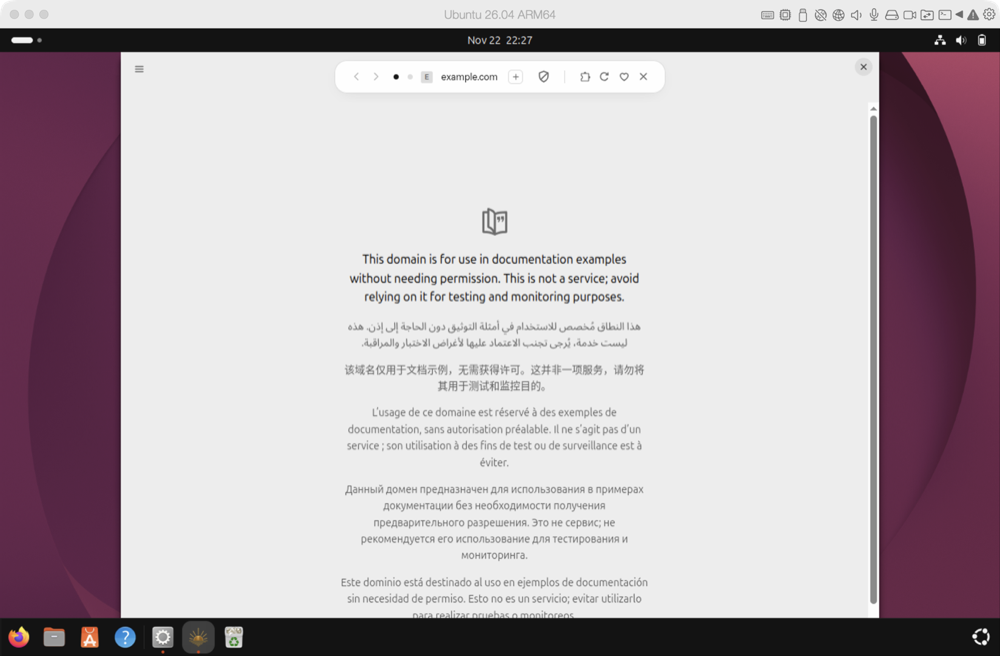 Ubuntu 26.04 ARM64
Nov 22 22:27
E example.com
This domain is for use in documentation examples
without needing permission. This is not a service; avoid
relying on it for testing and monitoring purposes.
هذا النطاق مُخصص للاستخدام في أمثلة التوثيق دون الحاجة إلى إذن. هذه
ليست خدمة، يُرجى تجنب الاعتماد عليها لأغراض الاختبار والمراقبة.
该域名仅用于文档示例，无需获得许可。这并非一项服务，请勿将
其用于测试和监控目的。
L’usage de ce domaine est réservé à des exemples de
documentation, sans autorisation préalable. Il ne s’agit pas d’un
service ; son utilisation à des fins de test ou de surveillance est à
éviter.
Данный домен предназначен для использования в примерах
документации без необходимости получения
предварительного разрешения. Это не сервис; не
рекомендуется его использование для тестирования и
мониторинга.
Este dominio está destinado al uso en ejemplos de documentación
sin necesidad de permiso. Esto no es un servicio; evitar utilizarlo
para realizar pruebas o monitoreos.